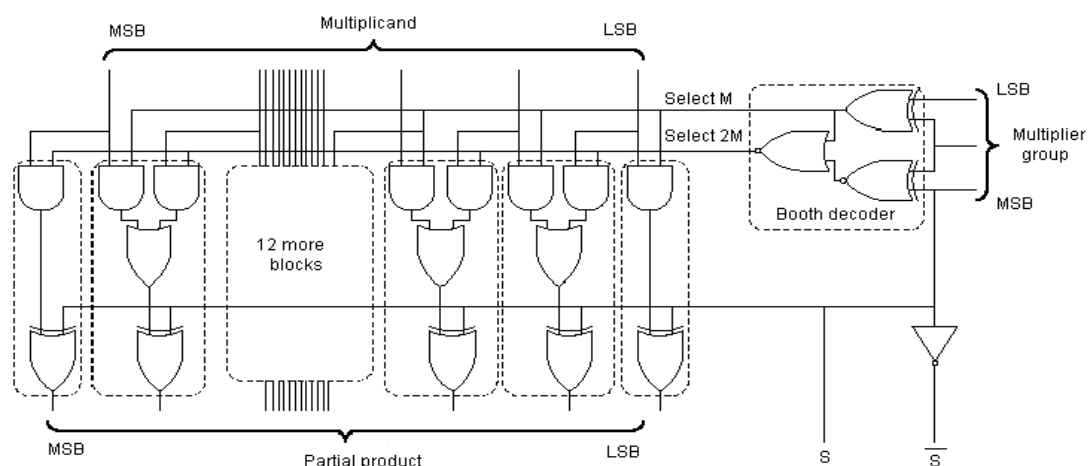 MSB
Multiplicand
LSB
Select M
Select 2M
LSB
Multiplier
group
MSB
Booth decoder
12 more
blocks
MSB
Partial product
LSB
S
S